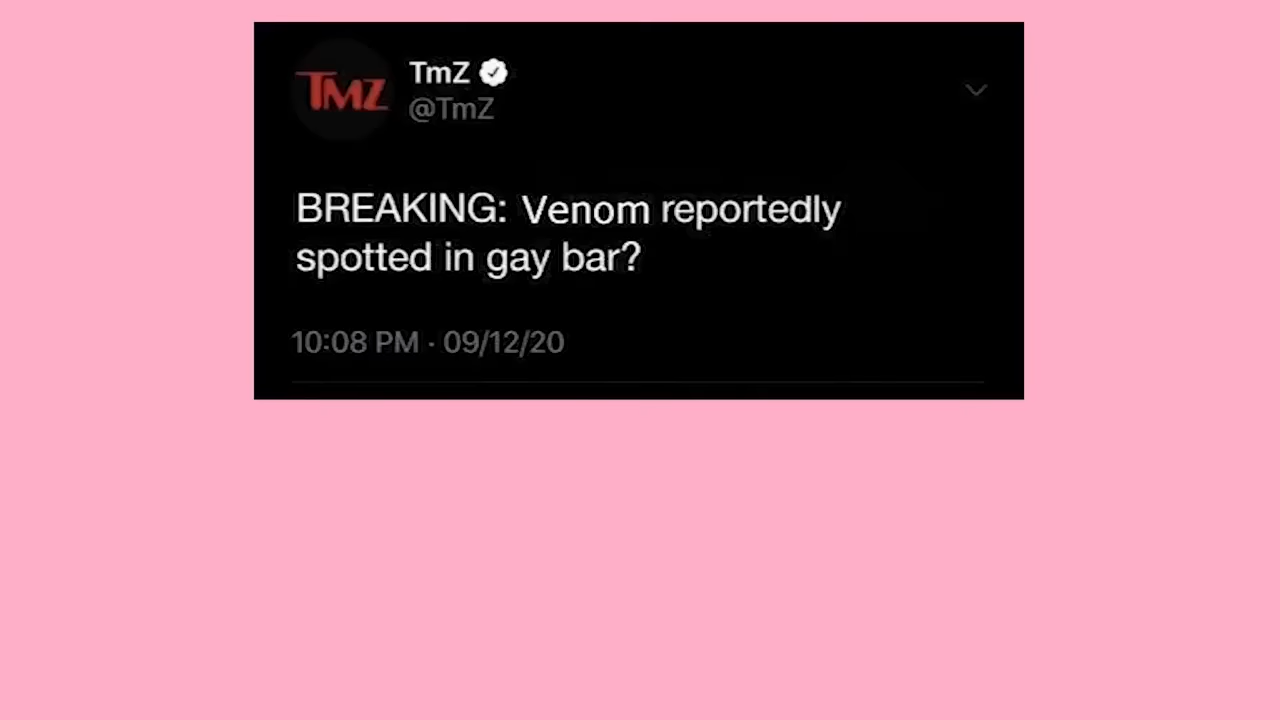 TMZ
TmZ
@TmZ
BREAKING: Venom reportedly
spotted in gay bar?
10:08 PM · 09/12/20